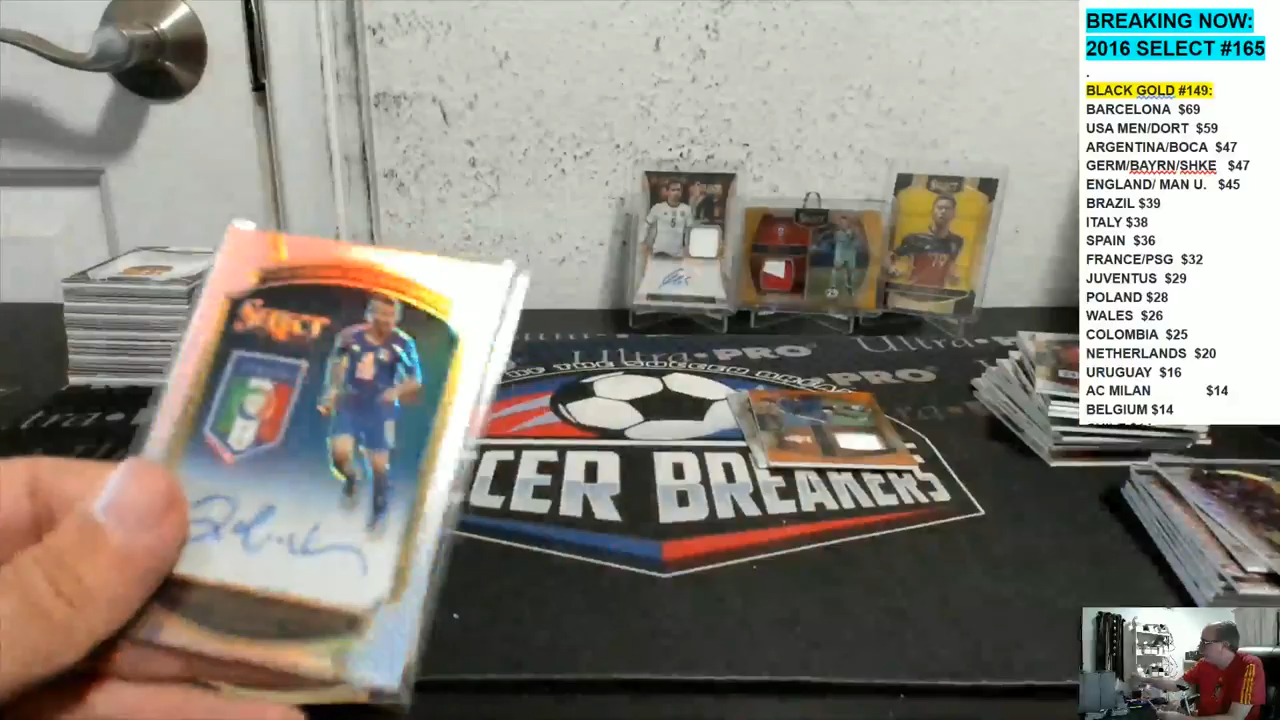 BREAKING NOW:
2016 SELECT #165
.
BLACK GOLD #149:
BARCELONA $69
USA MEN/DORT $59
ARGENTINA/BOCA $47
GERM/BAYRN/SHKE $47
ENGLAND/ MAN U. $45
BRAZIL $39
ITALY $38
SPAIN $36
FRANCE/PSG $32
JUVENTUS $29
POLAND $28
WALES $26
COLOMBIA $25
NETHERLANDS $20
URUGUAY $16
AC MILAN $14
BELGIUM $14
SELECT
Ultra PRO
CER BREAKERS